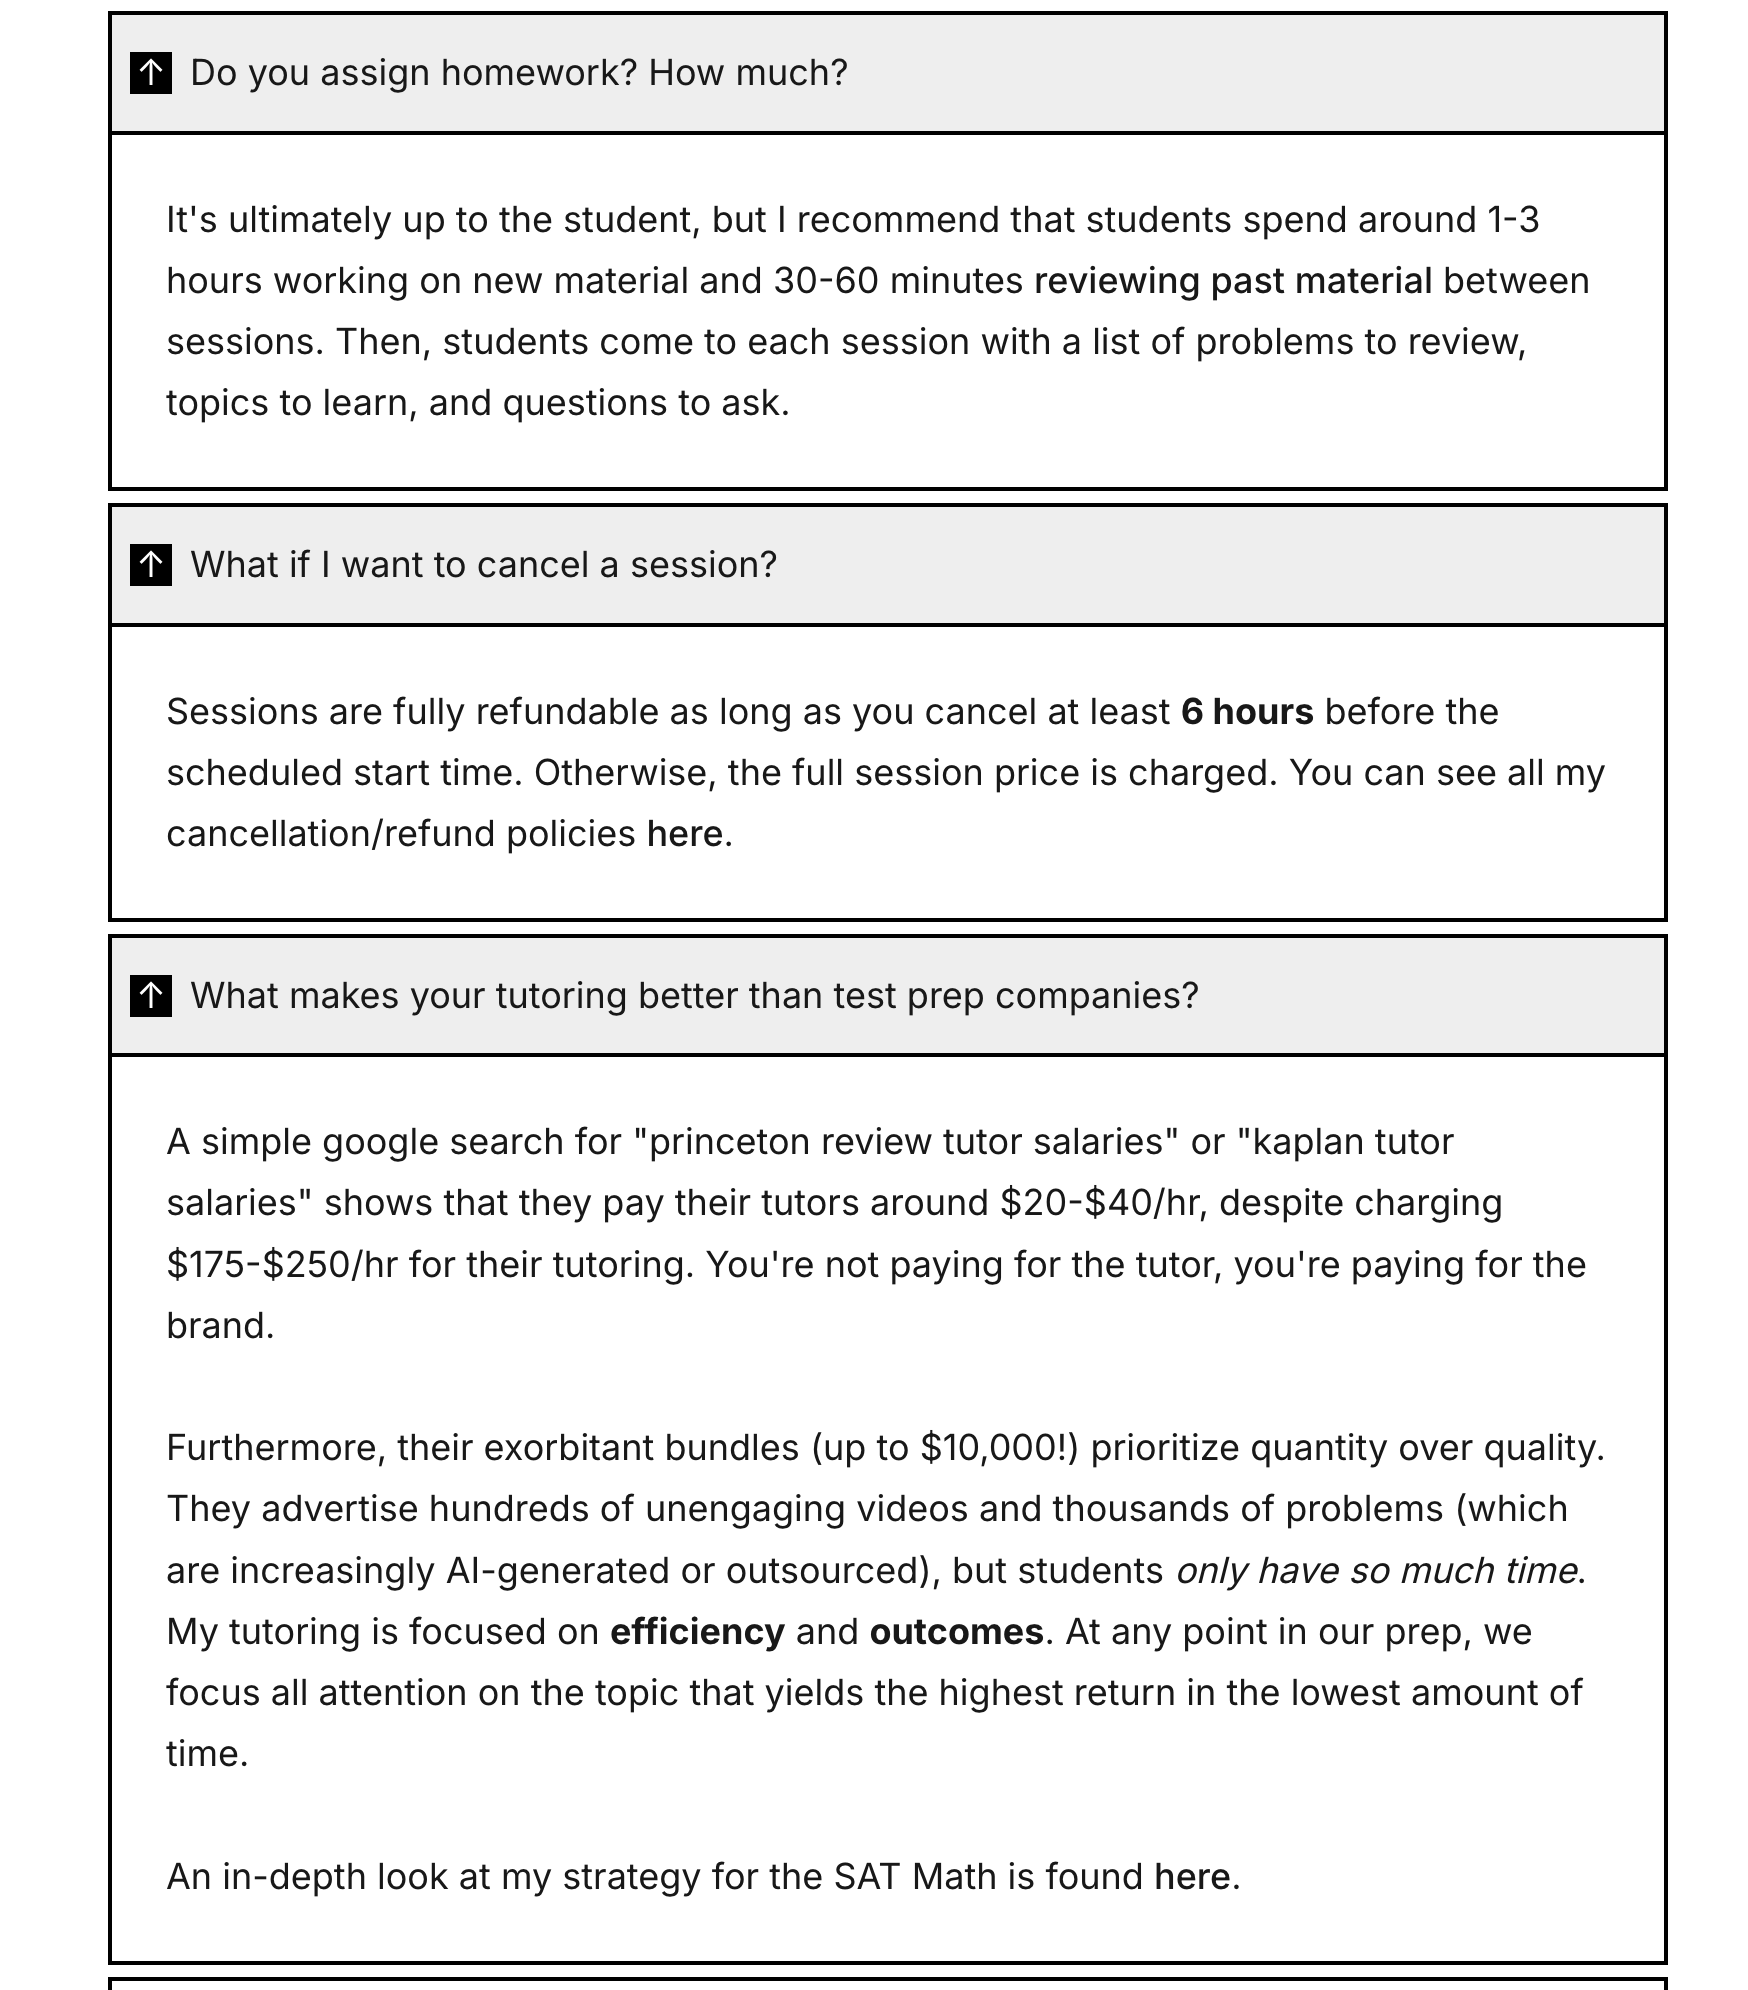 Do you assign homework? How much?
It's ultimately up to the student, but I recommend that students spend around 1-3
hours working on new material and 30-60 minutes reviewing past material between
sessions. Then, students come to each session with a list of problems to review,
topics to learn, and questions to ask.
What if I want to cancel a session?
Sessions are fully refundable as long as you cancel at least 6 hours before the
scheduled start time. Otherwise, the full session price is charged. You can see all my
cancellation/refund policies here.
What makes your tutoring better than test prep companies?
A simple google search for "princeton review tutor salaries" or "kaplan tutor
salaries" shows that they pay their tutors around $20-$40/hr, despite charging
$175-$250/hr for their tutoring. You're not paying for the tutor, you're paying for the
brand.
Furthermore, their exorbitant bundles (up to $10,000!) prioritize quantity over quality.
They advertise hundreds of unengaging videos and thousands of problems (which
are increasingly AI-generated or outsourced), but students only have so much time.
My tutoring is focused on efficiency and outcomes. At any point in our prep, we
focus all attention on the topic that yields the highest return in the lowest amount of
time.
An in-depth look at my strategy for the SAT Math is found here.